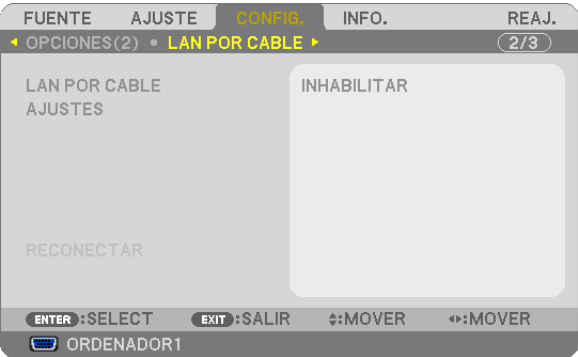 FUENTE AJUSTE CONFIG. INFO. REAJ.
OPCIONES(2) • LAN POR CABLE 2/3
LAN POR CABLE INHABILITAR
AJUSTES
RECONECTAR
ENTER :SELECT EXIT :SALIR :MOVER :MOVER
ORDENADOR1